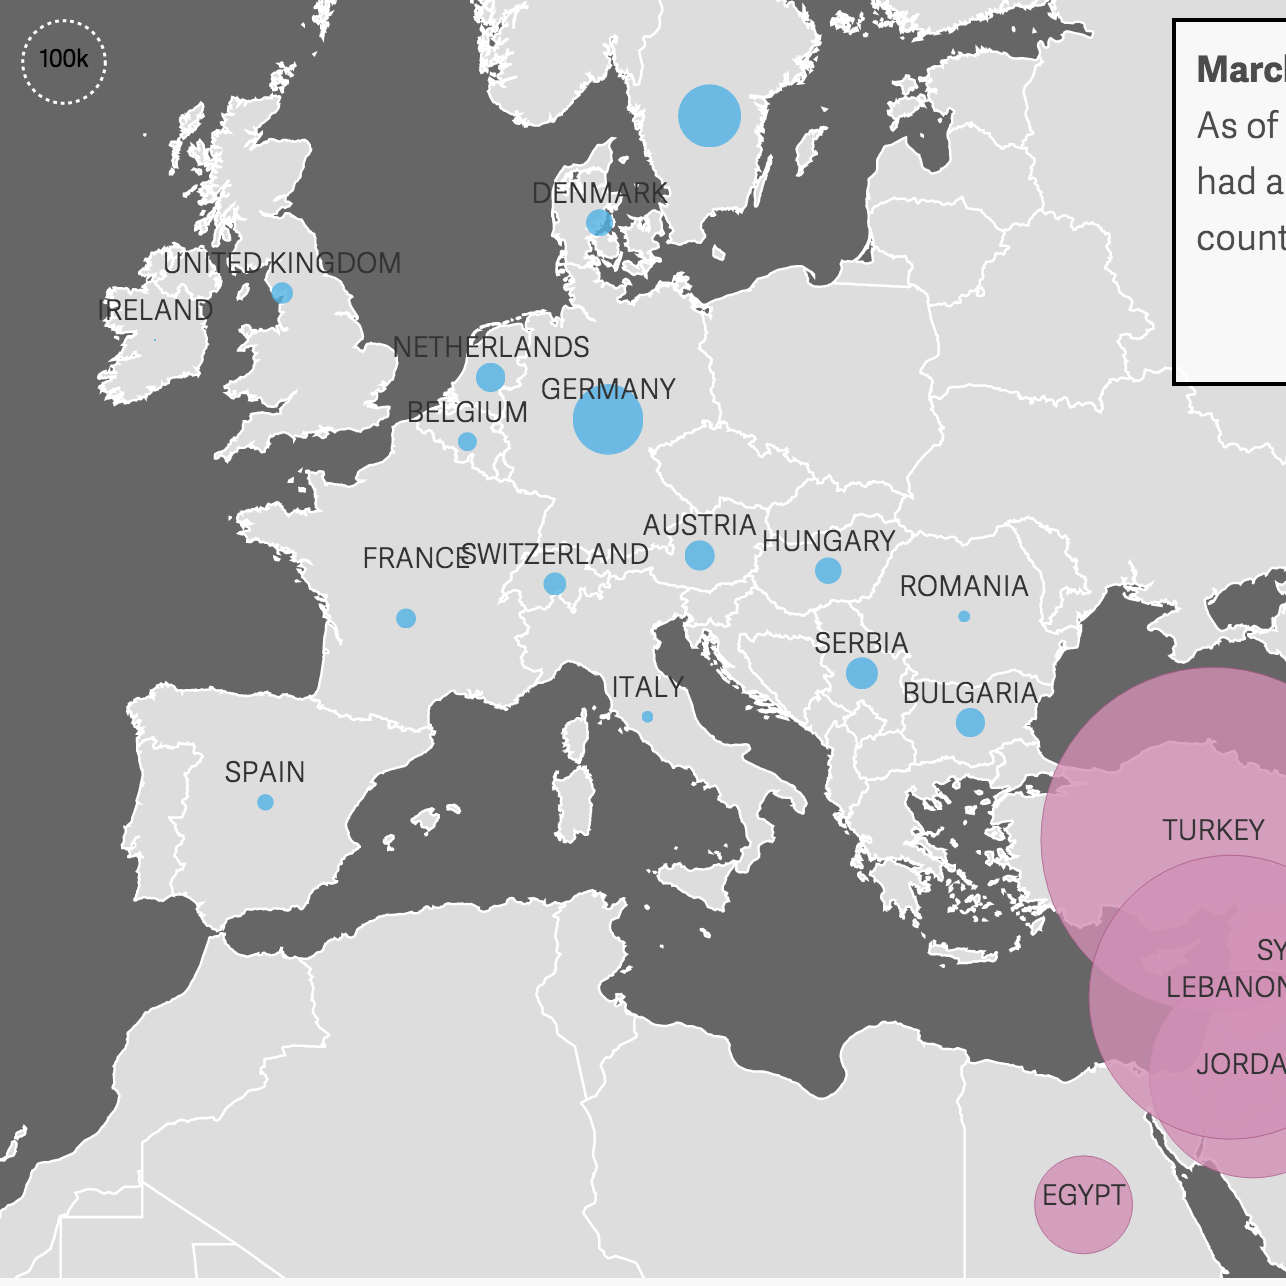 100k
March
As of
had a
count
DENMARK
UNITED KINGDOM
IRELAND
NETHERLANDS
GERMANY
BELGIUM
AUSTRIA
HUNGARY
FRANCE
SWITZERLAND
ROMANIA
SERBIA
ITALY
BULGARIA
SPAIN
TURKEY
SY
LEBANON
JORDA
EGYPT